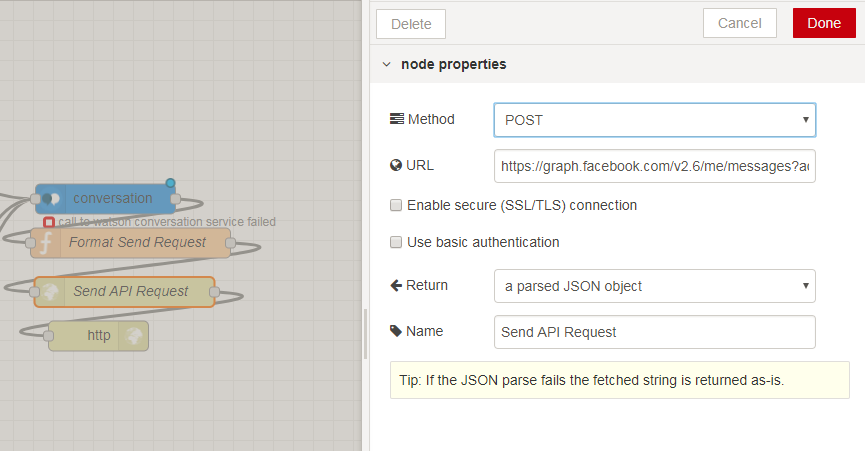 Delete
Cancel
Done
node properties
Method
POST
URL
https://graph.facebook.com/v2.6/me/messages?ac
Enable secure (SSL/TLS) connection
Use basic authentication
Return
a parsed JSON object
Name
Send API Request
Tip: If the JSON parse fails the fetched string is returned as-is.
conversation
call to watson conversation service failed
Format Send Request
Send API Request
http